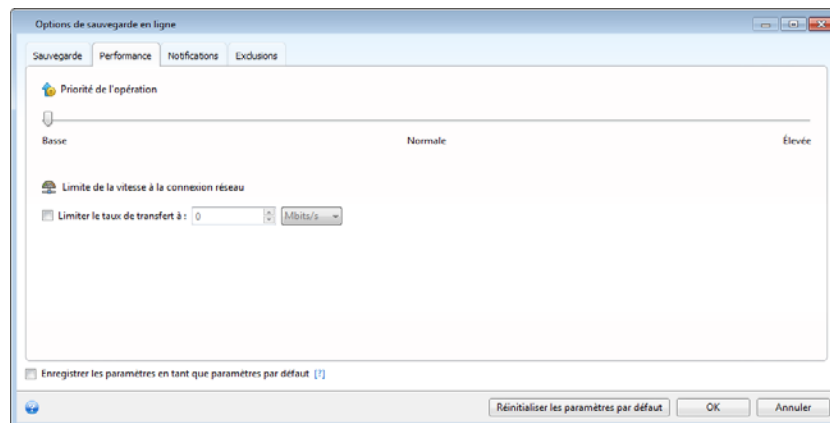 Options de sauvegarde en ligne
Sauvegarde Performance Notifications Exclusions
Priorité de l'opération
Basse Normale Élevée
Limite de la vitesse à la connexion réseau
Limiter le taux de transfert à : 0 Mbits/s
Enregistrer les paramètres en tant que paramètres par défaut [?]
Réinitialiser les paramètres par défaut OK Annuler